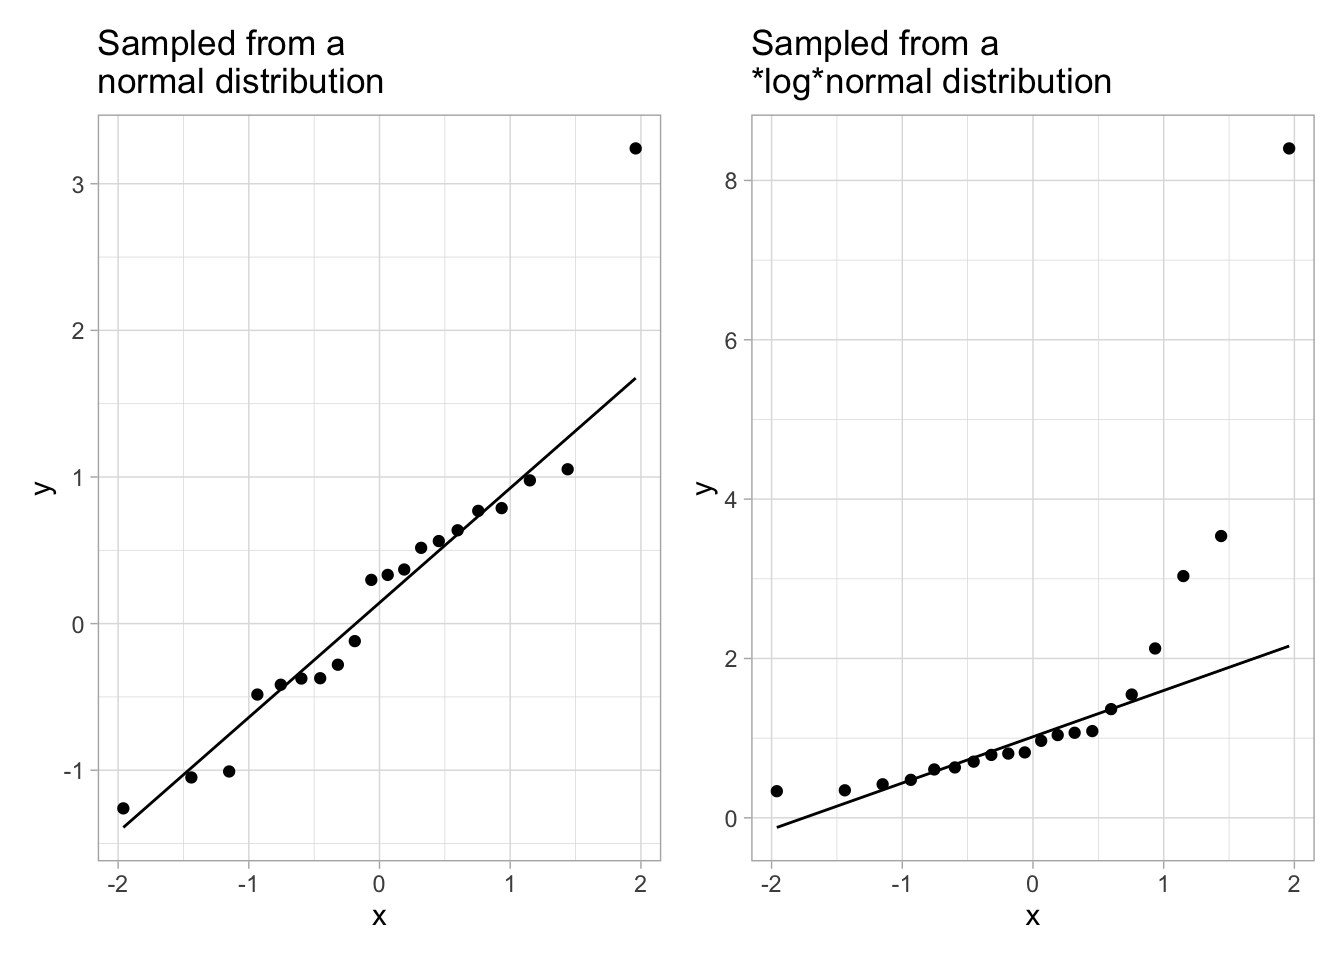 Sampled from a
normal distribution
3
2
1
0
-1
y
-2 -1 0 1 2
x
Sampled from a
*log*normal distribution
8
6
4
2
0
y
-2 -1 0 1 2
x